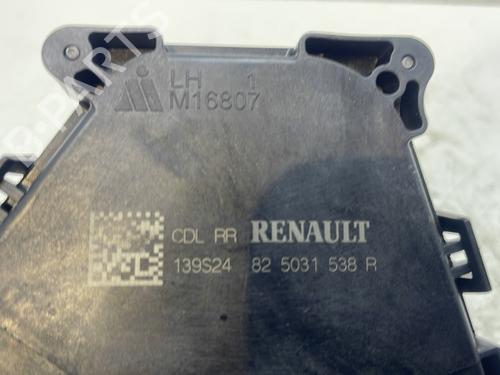 LH 1
M16807
CDL RR RENAULT
139S24 82 5031 538 R